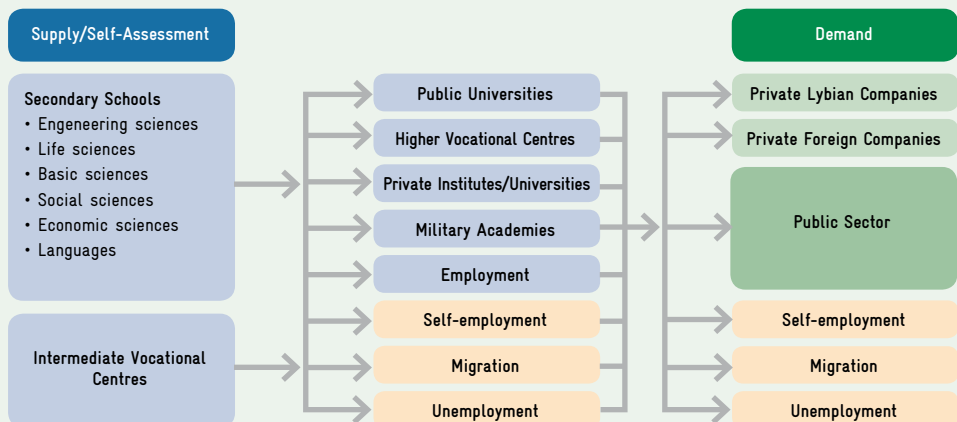 Supply/Self-Assessment
Secondary Schools
• Engeneering sciences
• Life sciences
• Basic sciences
• Social sciences
• Economic sciences
• Languages
Intermediate Vocational
Centres
Public Universities
Higher Vocational Centres
Private Institutes/Universities
Military Academies
Employment
Self-employment
Migration
Unemployment
Demand
Private Lybian Companies
Private Foreign Companies
Public Sector
Self-employment
Migration
Unemployment